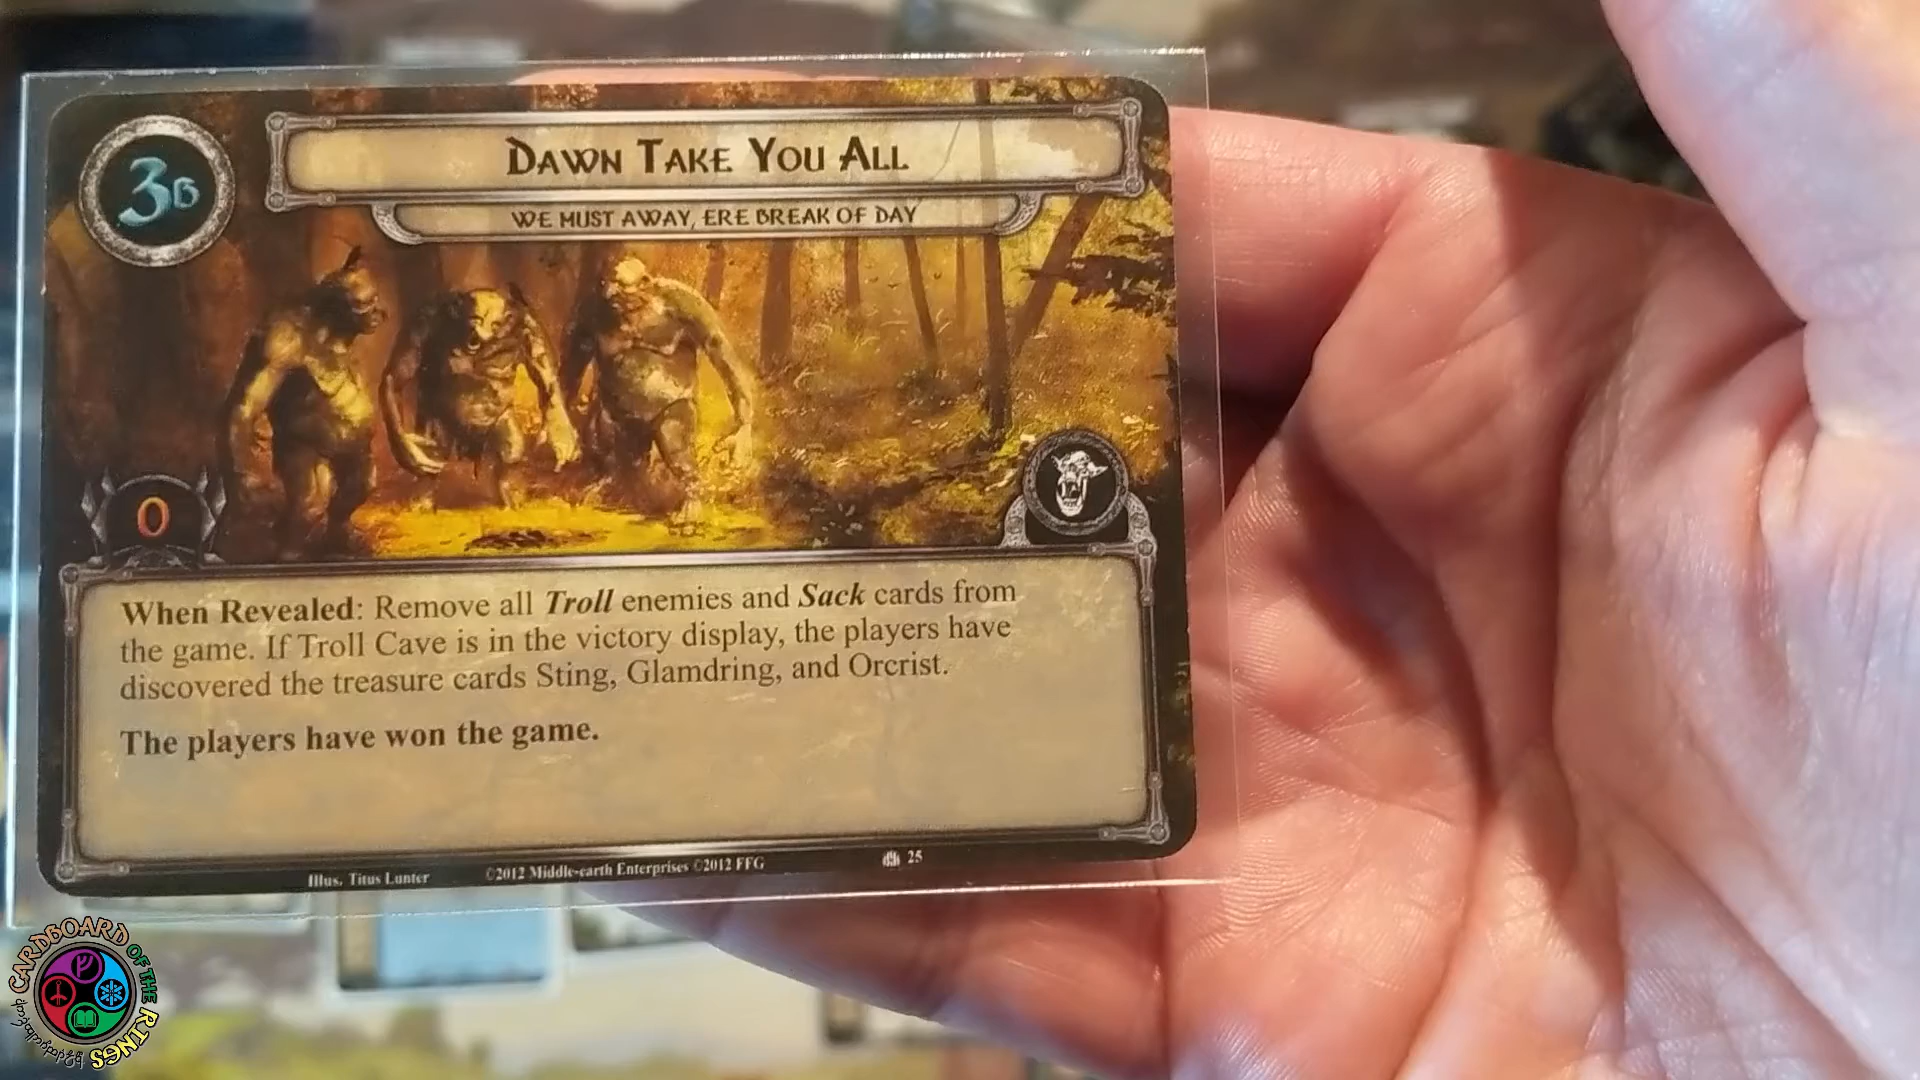 3B
DAWN TAKE YOU ALL
WE MUST AWAY, ERE BREAK OF DAY
0
When Revealed: Remove all Troll enemies and Sack cards from
the game. If Troll Cave is in the victory display, the players have
discovered the treasure cards Sting, Glamdring, and Orcrist.
The players have won the game.
Illus. Titus Lunter
©2012 Middle-earth Enterprises ©2012 FFG
25
CARDBOARD OF THE RINGS